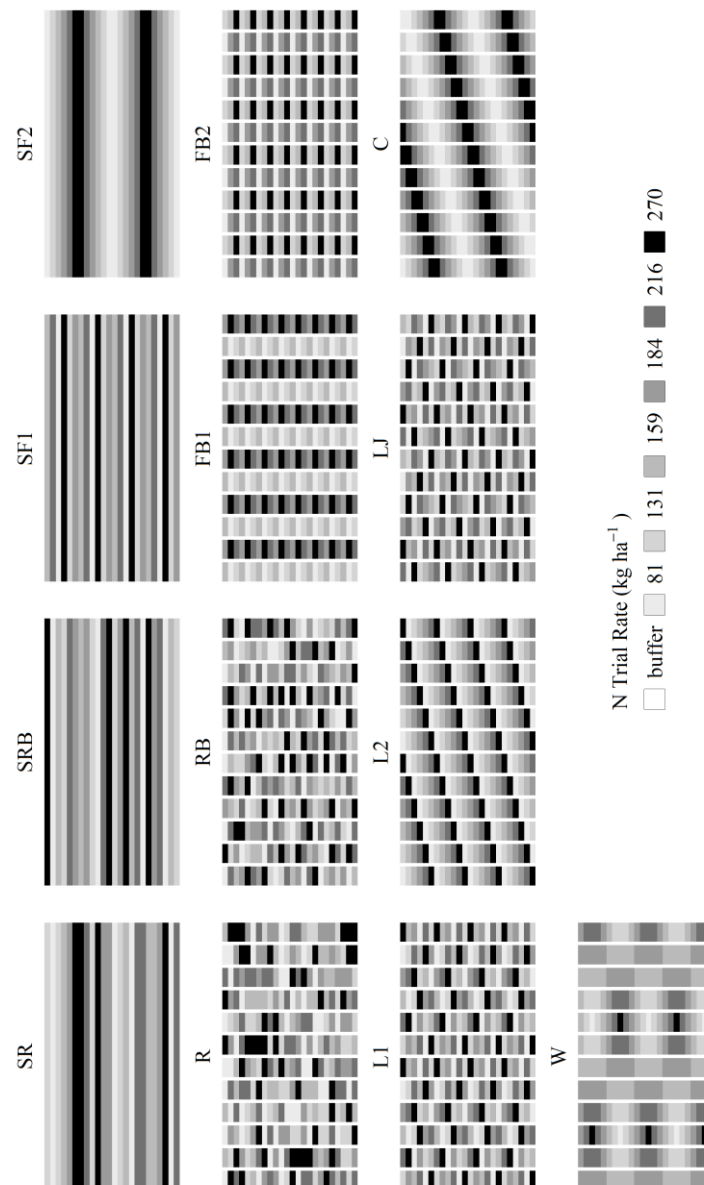 SR SRB SF1 SF2
R RB FB1 FB2
L1 L2 LJ C
W
N Trial Rate (kg ha⁻¹)
buffer 81 131 159 184 216 270